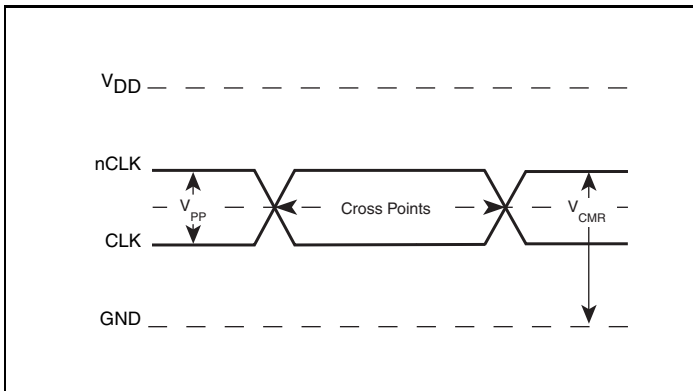 VDD
nCLK
VPP
Cross Points
VCMR
CLK
GND